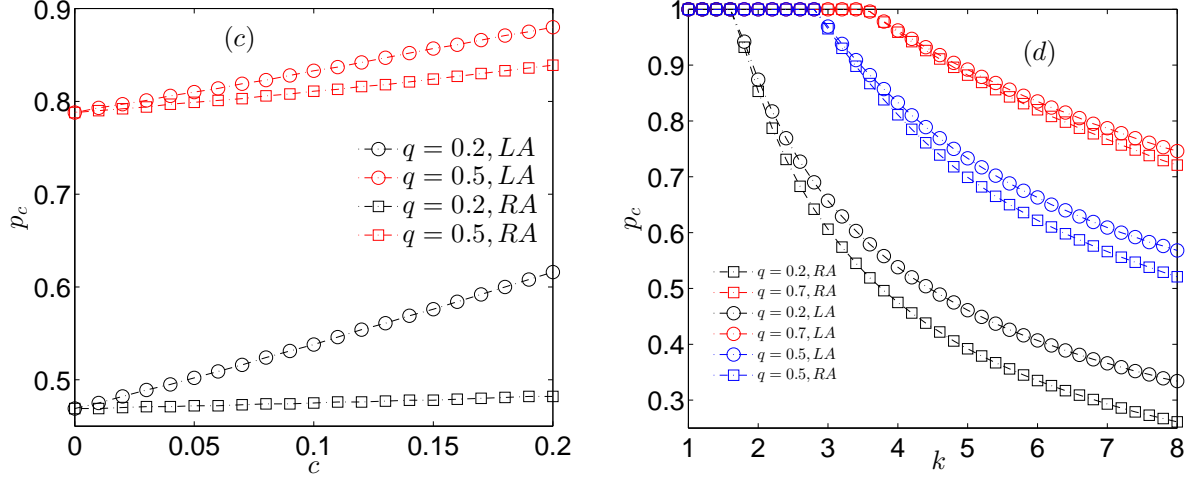 (c)
0.9
0.8
0.7
0.6
0.5
p_c
0
0.05
0.1
0.15
0.2
c
q = 0.2, LA
q = 0.5, LA
q = 0.2, RA
q = 0.5, RA
(d)
1
0.9
0.8
0.7
0.6
0.5
0.4
0.3
p_c
1
2
3
4
5
6
7
8
k
q = 0.2, RA
q = 0.7, RA
q = 0.2, LA
q = 0.7, LA
q = 0.5, LA
q = 0.5, RA